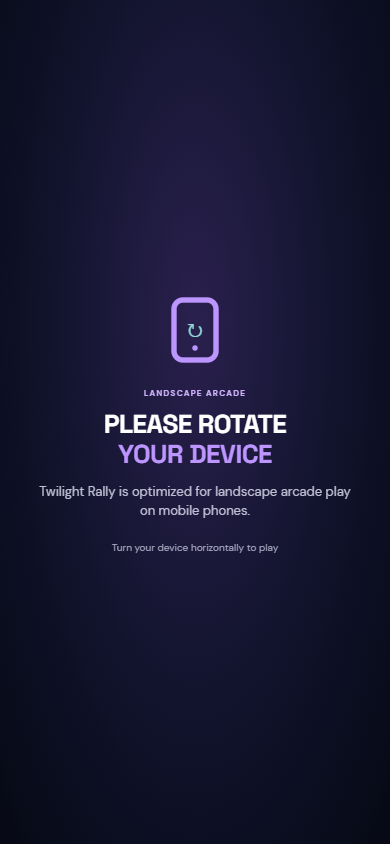 LANDSCAPE ARCADE
PLEASE ROTATE
YOUR DEVICE
Twilight Rally is optimized for landscape arcade play
on mobile phones.
Turn your device horizontally to play